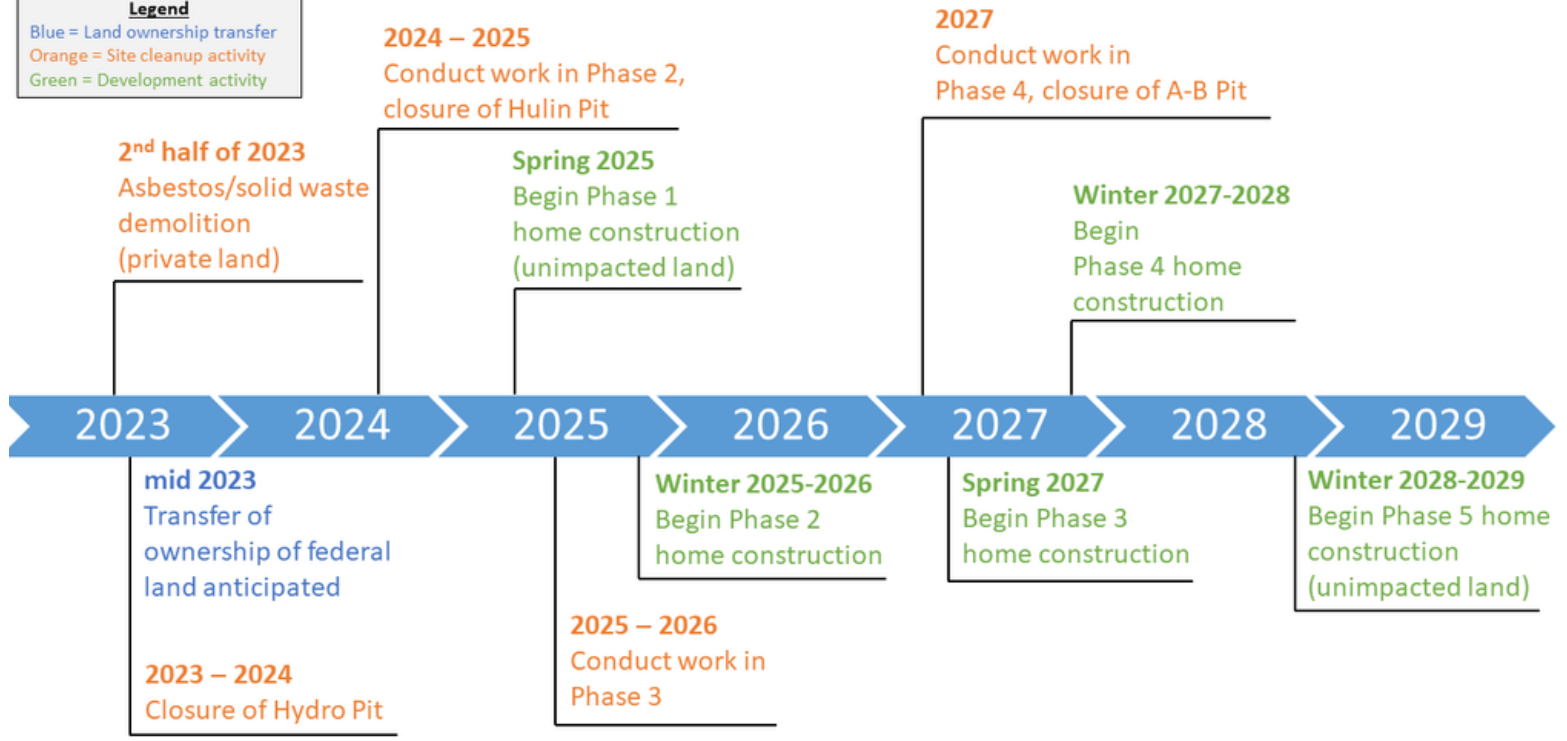 Legend
Blue = Land ownership transfer
Orange = Site cleanup activity
Green = Development activity
2nd half of 2023
Asbestos/solid waste
demolition
(private land)
2024 – 2025
Conduct work in Phase 2,
closure of Hulin Pit
Spring 2025
Begin Phase 1
home construction
(unimpacted land)
2027
Conduct work in
Phase 4, closure of A-B Pit
Winter 2027-2028
Begin
Phase 4 home
construction
2023
2024
2025
2026
2027
2028
2029
mid 2023
Transfer of
ownership of federal
land anticipated
2023 – 2024
Closure of Hydro Pit
2025 – 2026
Conduct work in
Phase 3
Winter 2025-2026
Begin Phase 2
home construction
Spring 2027
Begin Phase 3
home construction
Winter 2028-2029
Begin Phase 5 home
construction
(unimpacted land)